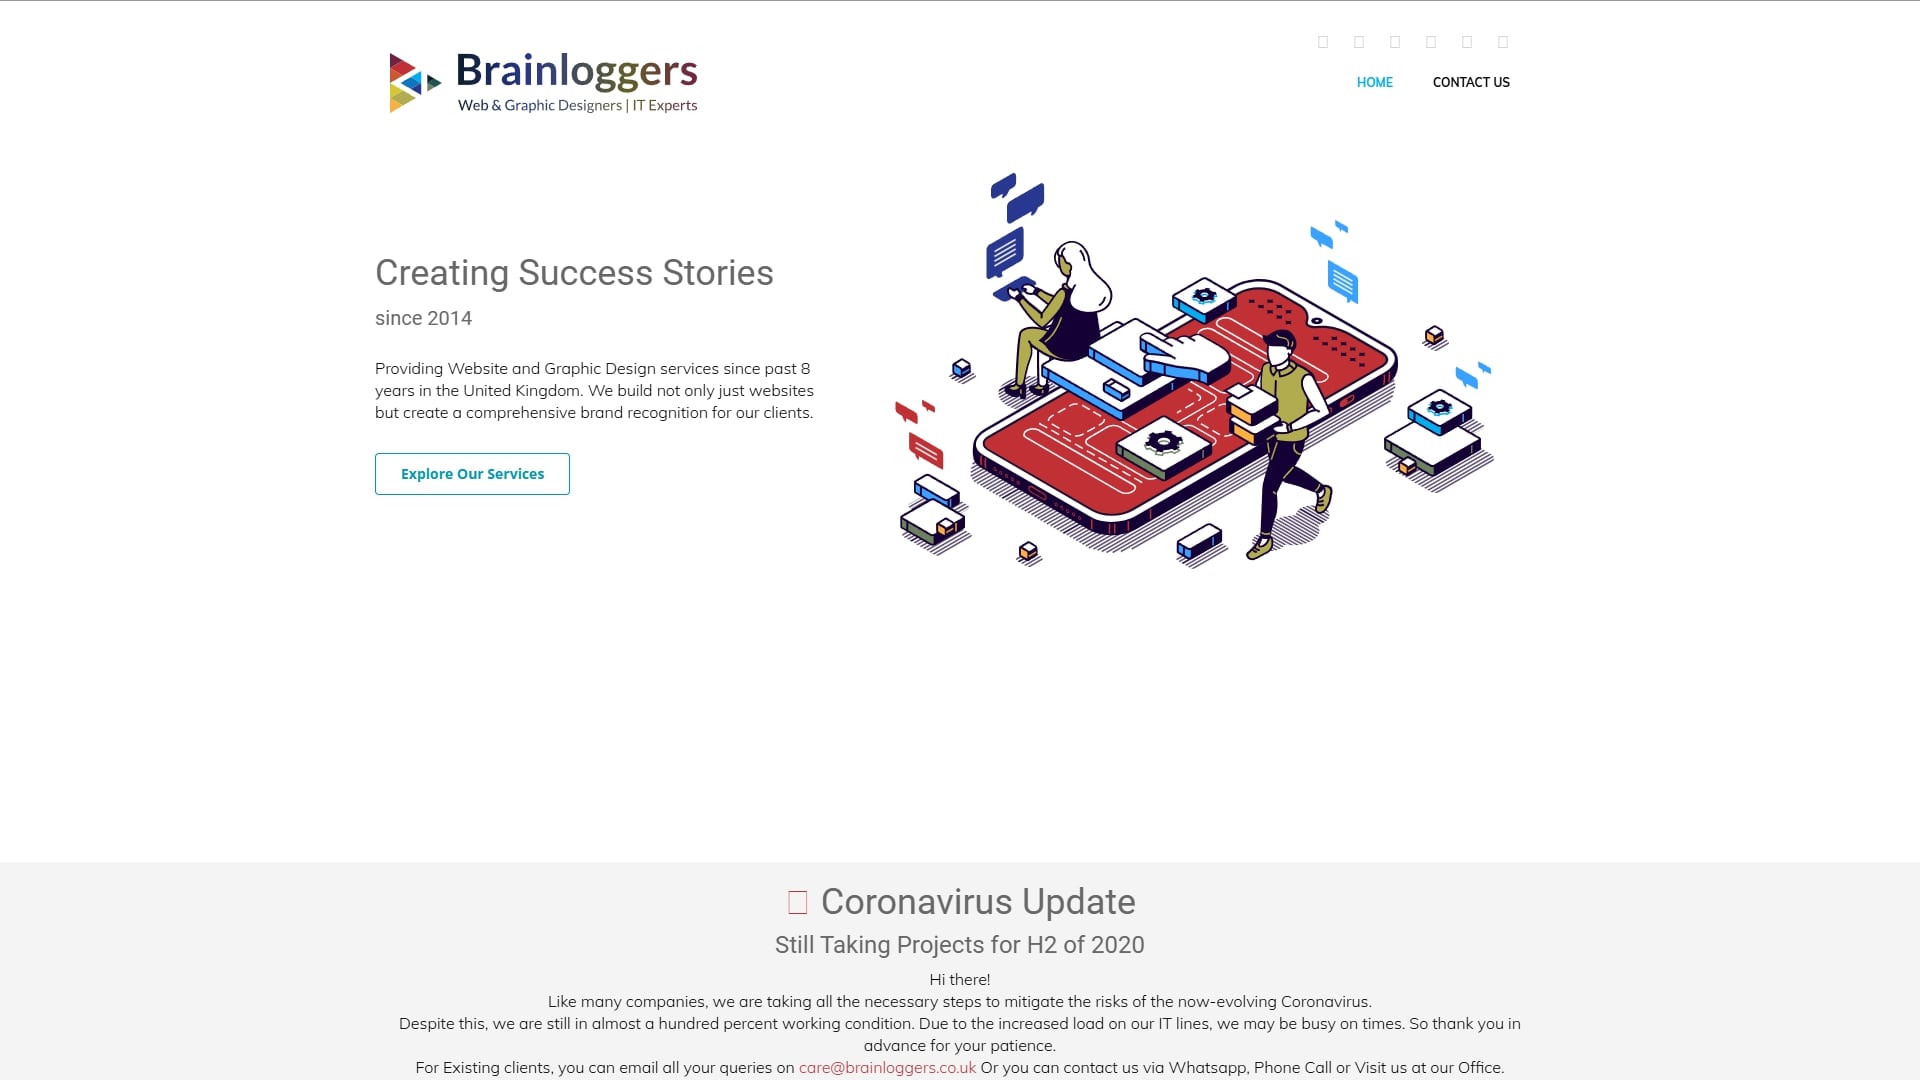 Brainloggers
Web & Graphic Designers | IT Experts
HOME
CONTACT US
Creating Success Stories
since 2014
Providing Website and Graphic Design services since past 8
years in the United Kingdom. We build not only just websites
but create a comprehensive brand recognition for our clients.
Explore Our Services
Coronavirus Update
Still Taking Projects for H2 of 2020
Hi there!
Like many companies, we are taking all the necessary steps to mitigate the risks of the now-evolving Coronavirus.
Despite this, we are still in almost a hundred percent working condition. Due to the increased load on our IT lines, we may be busy on times. So thank you in
advance for your patience.
For Existing clients, you can email all your queries on care@brainloggers.co.uk Or you can contact us via Whatsapp, Phone Call or Visit us at our Office.